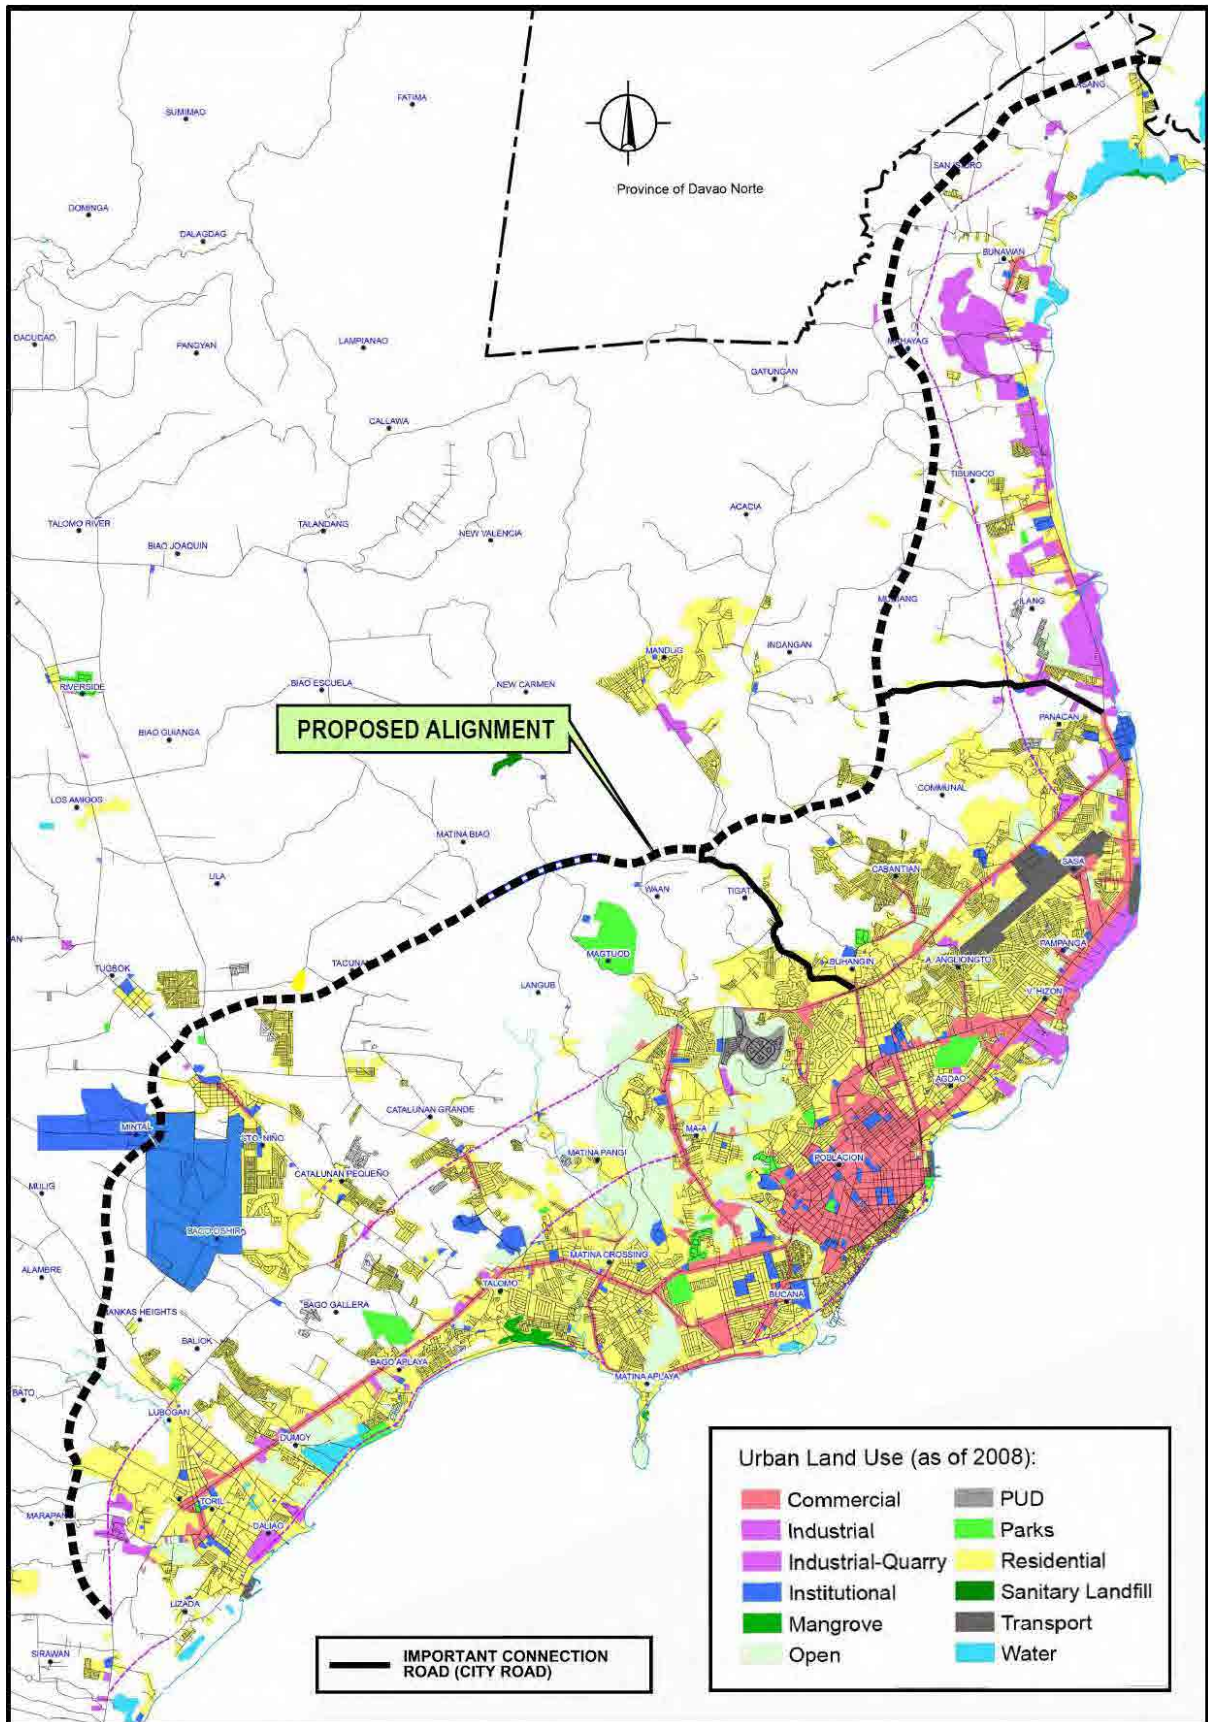 FATIMA
SUMIMAO
SAN ISIDRO
Province of Davao Norte
DOMINGA
DALAGDAG
BUNAWAN
DACUDAO
PANGYAN
LAMPIANAO
MAHAYAG
GATUNGAN
CALLAWA
TIBUNGCO
ACACIA
TALOMO RIVER
TALANDANG
NEW VALENCIA
BIAO JOAQUIN
MUDIANG
ILANG
MANDUG
INDANGAN
RIVERSIDE
BIAO ESCUELA
NEW CARMEN
PANACAN
PROPOSED ALIGNMENT
BIAO GUIANGA
COMMUNAL
LOS AMIGOS
MATINA BIAO
SASA
CABANTIAN
ULA
WAAN
PAMPANGA
MAGTUOD
BUHANGIN
A. ANGLIONGTO
TUGBOK
LANGUB
V. HIZON
AGDAO
CATALUNAN GRANDE
MINTAL
MA-A
STO. NIÑO
MATINA PANGI
POBLACION
CATALUNAN PEQUEÑO
MULIG
BAGO OSHIRO
MATINA CROSSING
ALAMBRE
TALOMO
BUCANA
BAGO GALLERA
BALIOK
BAGO APLAYA
MATINA APLAYA
BATO
LUBOGAN
DUMOY
TORIL
DALIAO
LIZADA
SIRAWAN
IMPORTANT CONNECTION
ROAD (CITY ROAD)
Urban Land Use (as of 2008):
Commercial
Industrial
Industrial-Quarry
Institutional
Mangrove
Open
PUD
Parks
Residential
Sanitary Landfill
Transport
Water